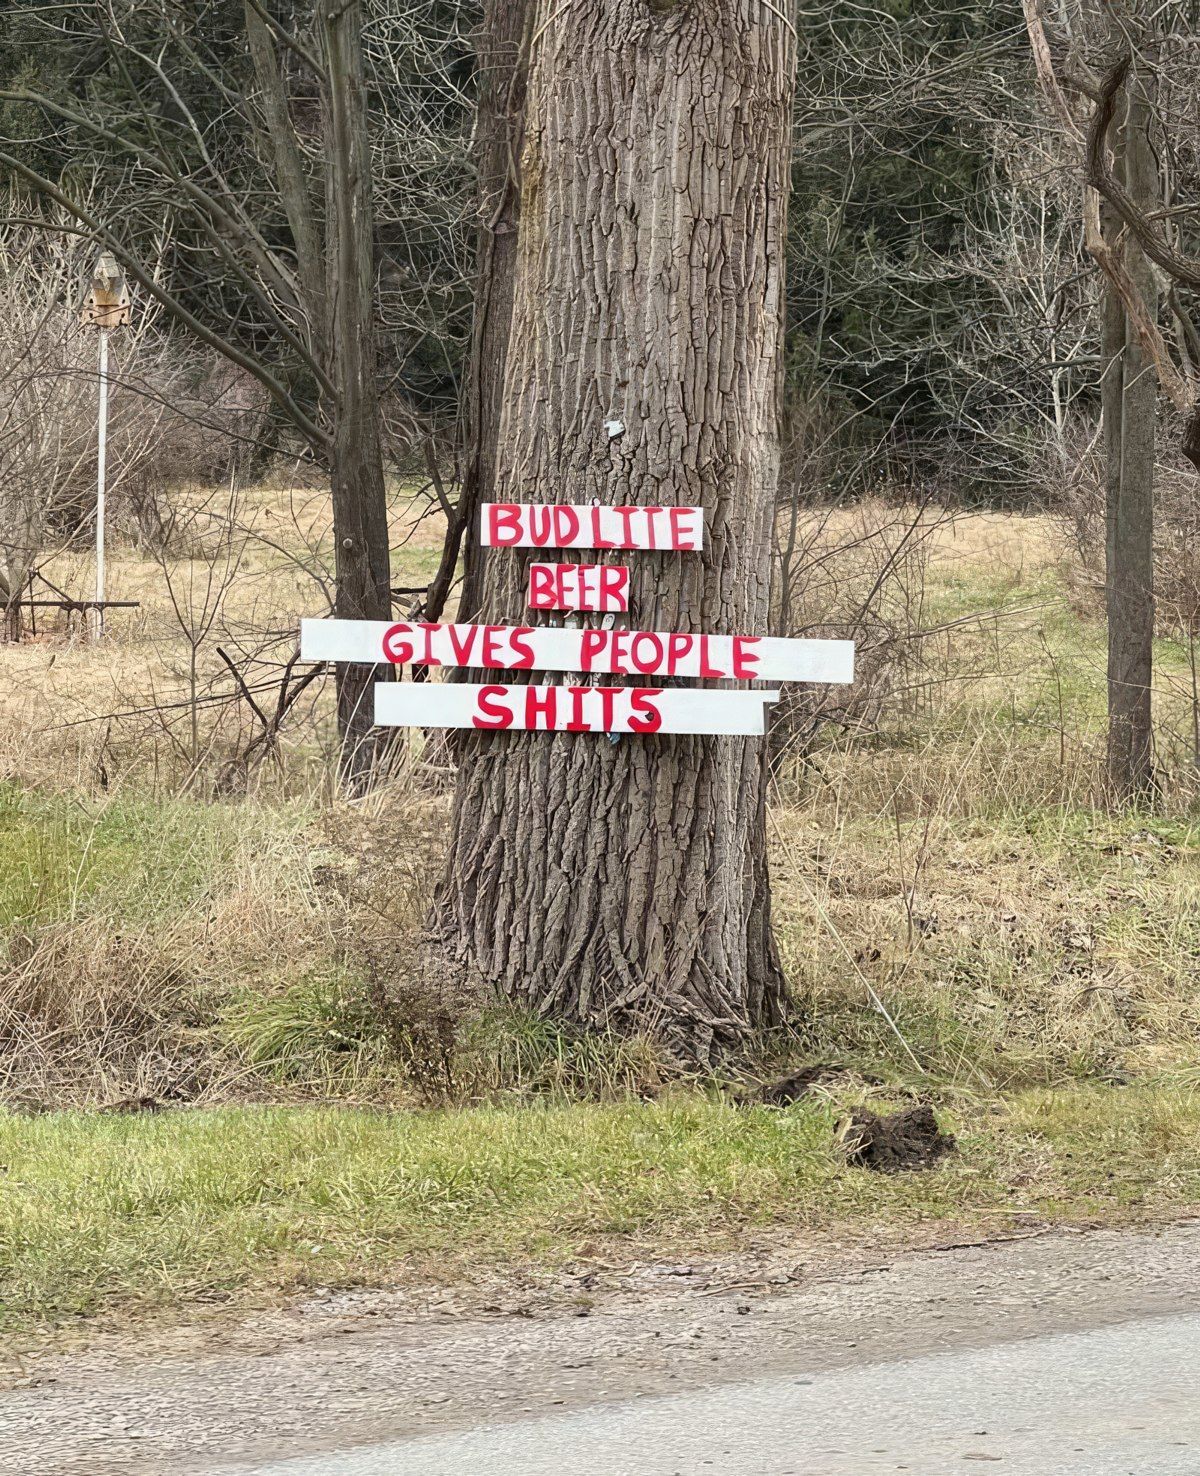 BUD LITE
BEER
GIVES PEOPLE
SHITS